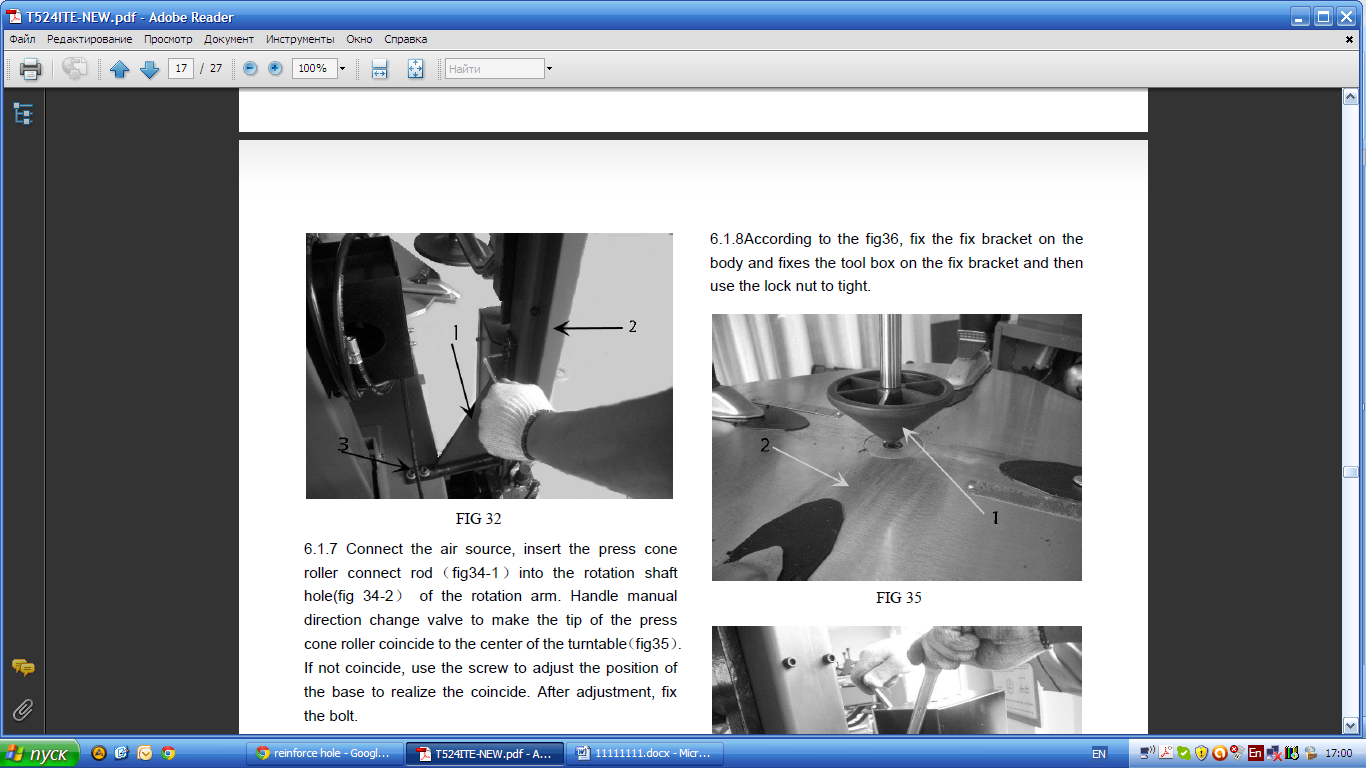 T524ITE-NEW.pdf - Adobe Reader
Файл Редактирование Просмотр Документ Инструменты Окно Справка
17 / 27 100% Найти
1
2
3
FIG 32
6.1.7 Connect the air source, insert the press cone
roller connect rod（fig34-1）into the rotation shaft
hole(fig 34-2） of the rotation arm. Handle manual
direction change valve to make the tip of the press
cone roller coincide to the center of the turntable（fig35）.
If not coincide, use the screw to adjust the position of
the base to realize the coincide. After adjustment, fix
the bolt.
6.1.8According to the fig36, fix the fix bracket on the
body and fixes the tool box on the fix bracket and then
use the lock nut to tight.
2
1
FIG 35
пуск reinforce hole - Googl... T524ITE-NEW.pdf - A... 11111111.docx - Micr... EN En 17:00